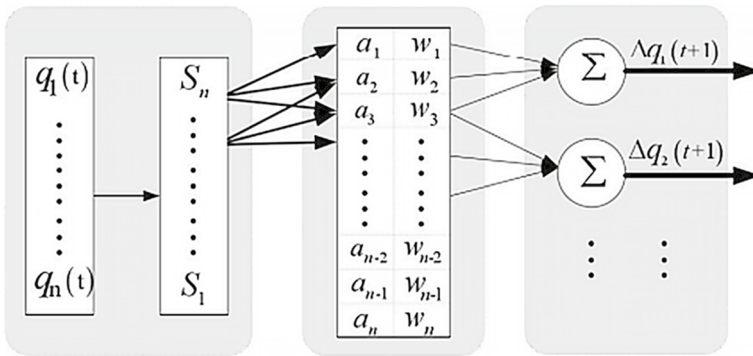 q₁(t)
qₙ(t)
Sₙ
S₁
a₁ w₁
a₂ w₂
a₃ w₃
aₙ₋₂ wₙ₋₂
aₙ₋₁ wₙ₋₁
aₙ wₙ
Σ
Δq₁(t+1)
Σ
Δq₂(t+1)